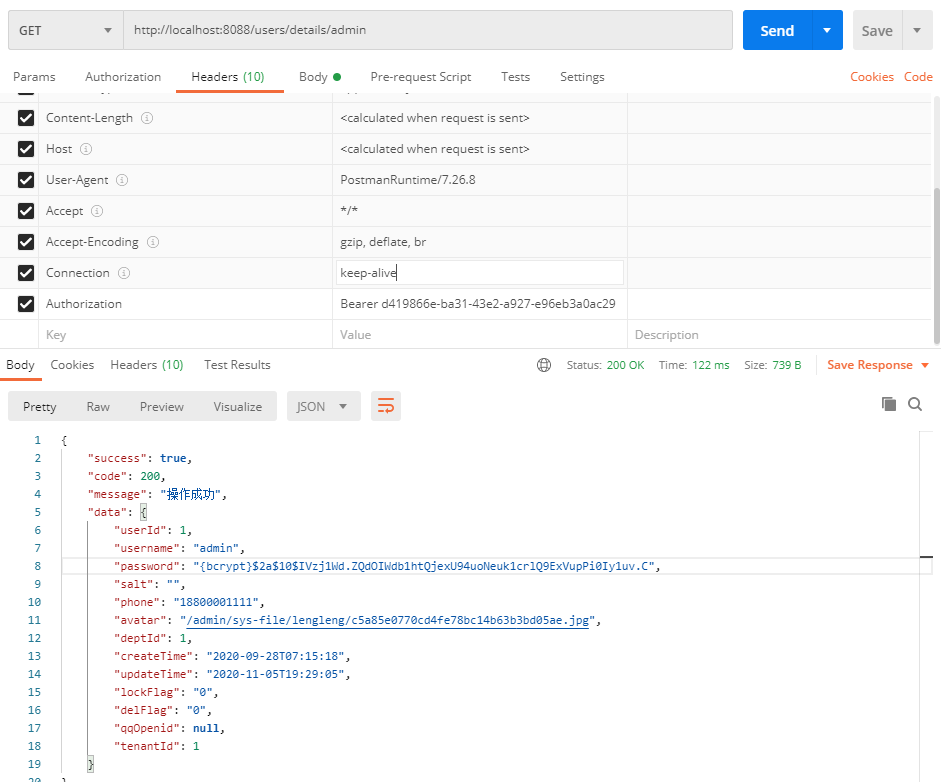 GET http://localhost:8088/users/details/admin Send Save
Params Authorization Headers (10) Body Pre-request Script Tests Settings Cookies Code
Content-Length <calculated when request is sent>
Host <calculated when request is sent>
User-Agent PostmanRuntime/7.26.8
Accept */*
Accept-Encoding gzip, deflate, br
Connection keep-alive
Authorization Bearer d419866e-ba31-43e2-a927-e96eb3a0ac29
Key Value Description
Body Cookies Headers (10) Test Results Status: 200 OK Time: 122 ms Size: 739 B Save Response
Pretty Raw Preview Visualize JSON
1 {
2 "success": true,
3 "code": 200,
4 "message": "操作成功",
5 "data": {
6 "userId": 1,
7 "username": "admin",
8 "password": "{bcrypt}$2a$10$IVzj1Wd.ZQdOIWdb1htQjexU94uoNeuk1crlQ9ExVupPi0Iy1uv.C",
9 "salt": "",
10 "phone": "18800001111",
11 "avatar": "/admin/sys-file/lengleng/c5a85e0770cd4fe78bc14b63b3bd05ae.jpg",
12 "deptId": 1,
13 "createTime": "2020-09-28T07:15:18",
14 "updateTime": "2020-11-05T19:29:05",
15 "lockFlag": "0",
16 "delFlag": "0",
17 "qqOpenid": null,
18 "tenantId": 1
19 }
20 }